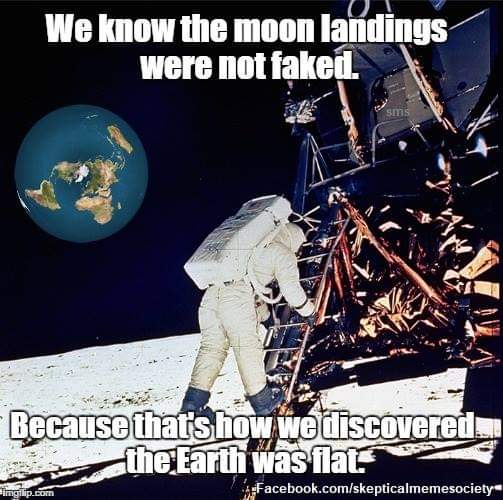 We know the moon landings
were not faked.
sms
Because that's how we discovered
the Earth was flat.
imgflip.com
Facebook.com/skepticalmemesociety